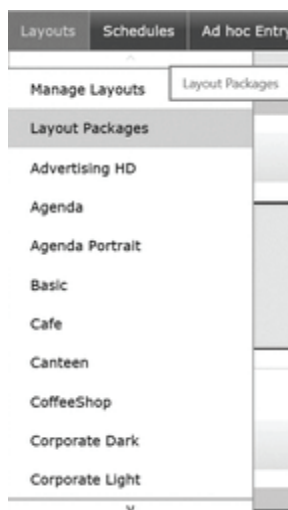 Layouts Schedules Ad hoc Entry
Manage Layouts
Layout Packages
Layout Packages
Advertising HD
Agenda
Agenda Portrait
Basic
Cafe
Canteen
CoffeeShop
Corporate Dark
Corporate Light